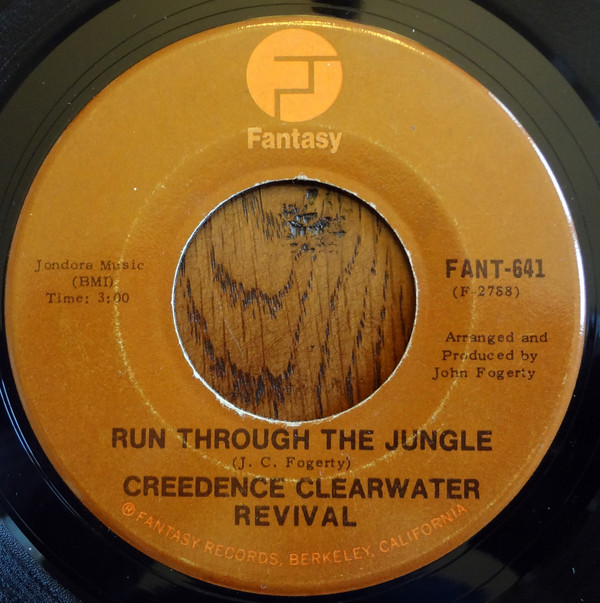 Fantasy
Jondora Music
(BMI)
Time: 3:00
FANT-641
(F-2758)
Arranged and
Produced by
John Fogerty
RUN THROUGH THE JUNGLE
(J. C. Fogerty)
CREEDENCE CLEARWATER
REVIVAL
℗ FANTASY RECORDS, BERKELEY, CALIFORNIA